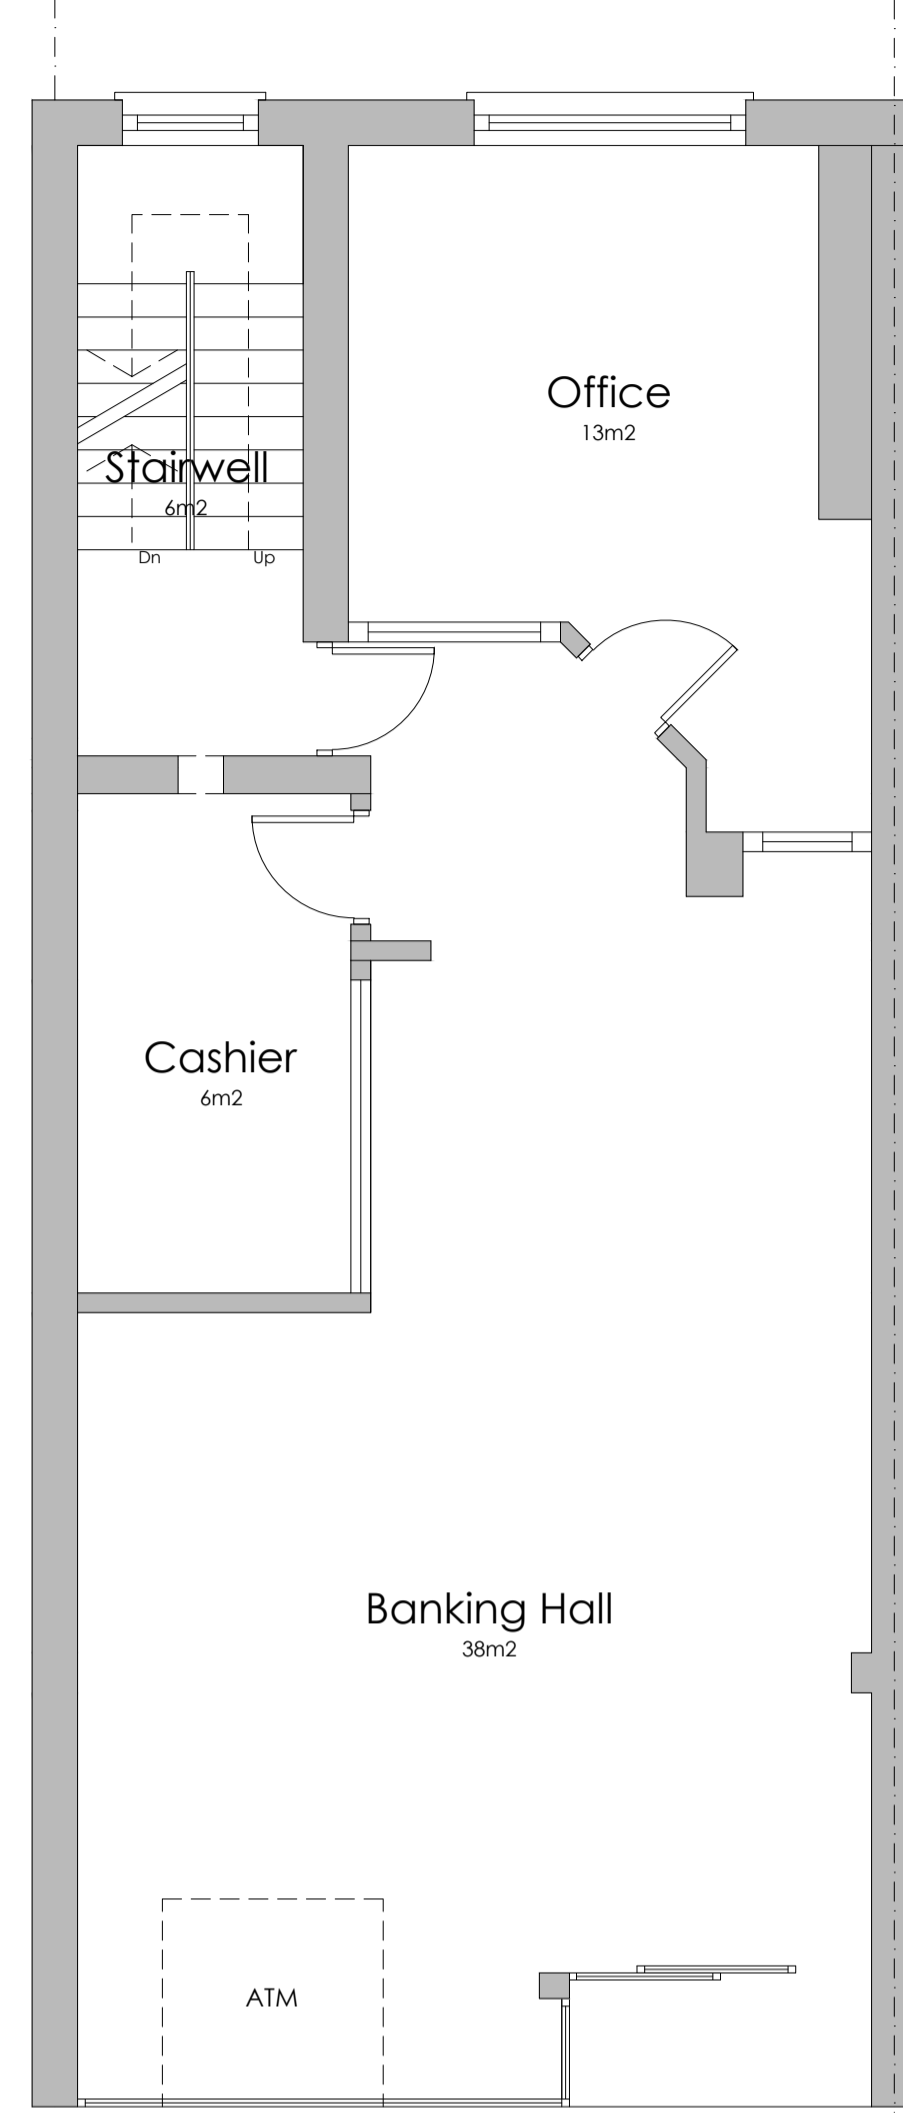 Office
13m2
Stairwell
6m2
Dn
Up
Cashier
6m2
Banking Hall
38m2
ATM